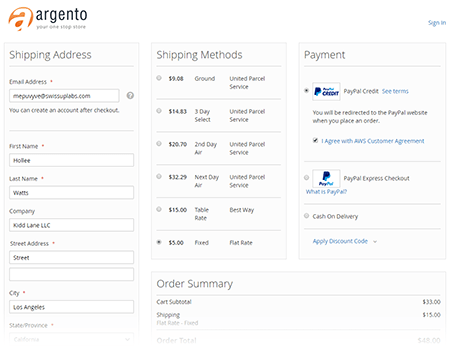 argento
your one stop store
Sign in
Shipping Address
Email Address *
mepuvyve@swissuplabs.com
You can create an account after checkout.
First Name *
Hollee
Last Name *
Watts
Company
Kidd Lane LLC
Street Address *
Street
City *
Los Angeles
State/Province *
California
Shipping Methods
$9.08 Ground United Parcel
Service
$14.83 3 Day United Parcel
Select Service
$20.70 2nd Day United Parcel
Air Service
$32.29 Next Day United Parcel
Air Service
$15.00 Table Best Way
Rate
$5.00 Fixed Flat Rate
Payment
PayPal CREDIT PayPal Credit See terms
You will be redirected to the PayPal website
when you place an order.
I Agree with AWS Customer Agreement
PayPal PayPal Express Checkout
What is PayPal?
Cash On Delivery
Apply Discount Code
Order Summary
Cart Subtotal $33.00
Shipping $15.00
Flat Rate - Fixed
Order Total $48.00